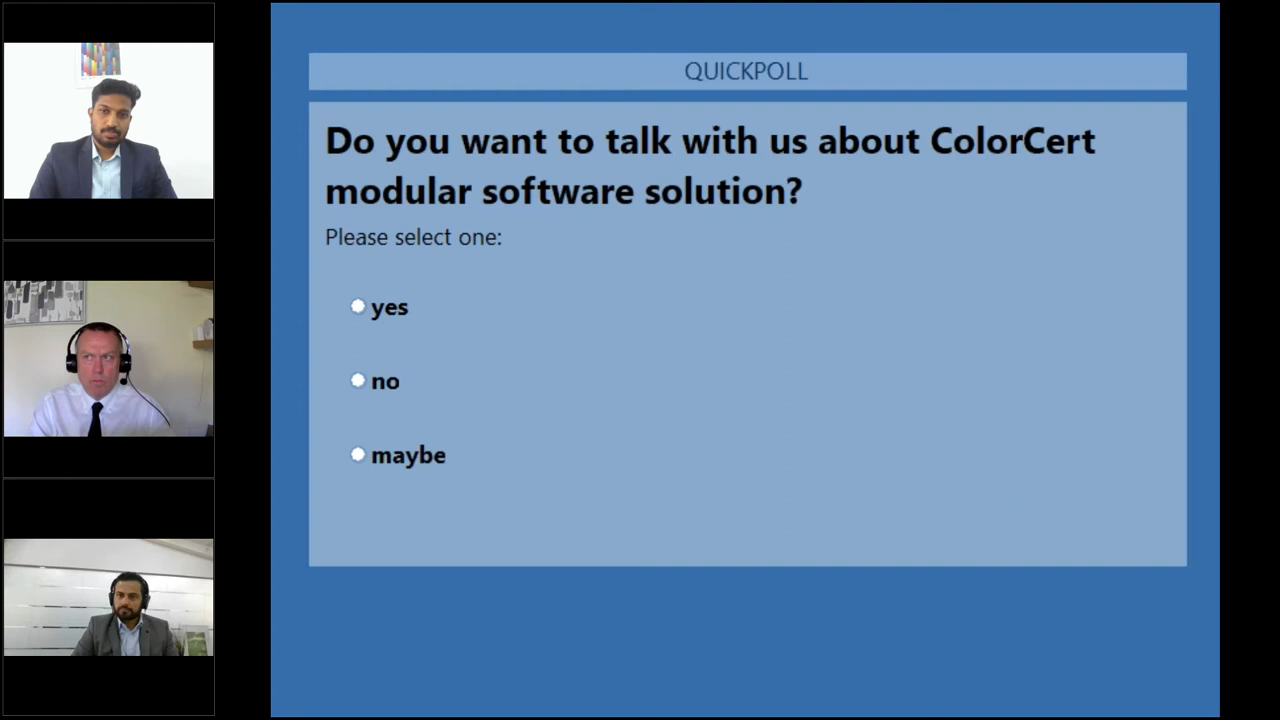 QUICKPOLL
Do you want to talk with us about ColorCert
modular software solution?
Please select one:
yes
no
maybe